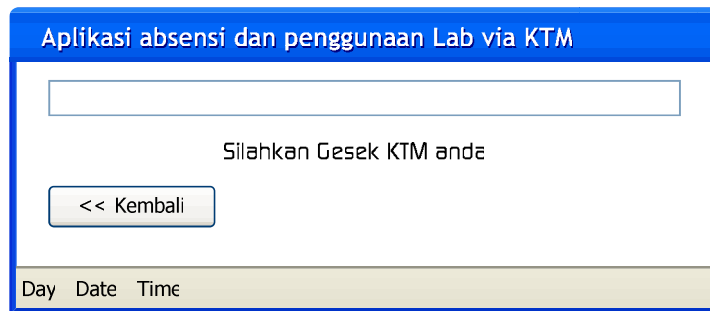 Aplikasi absensi dan penggunaan Lab via KTM
Silahkan Gesek KTM anda
<< Kembali
Day Date Time